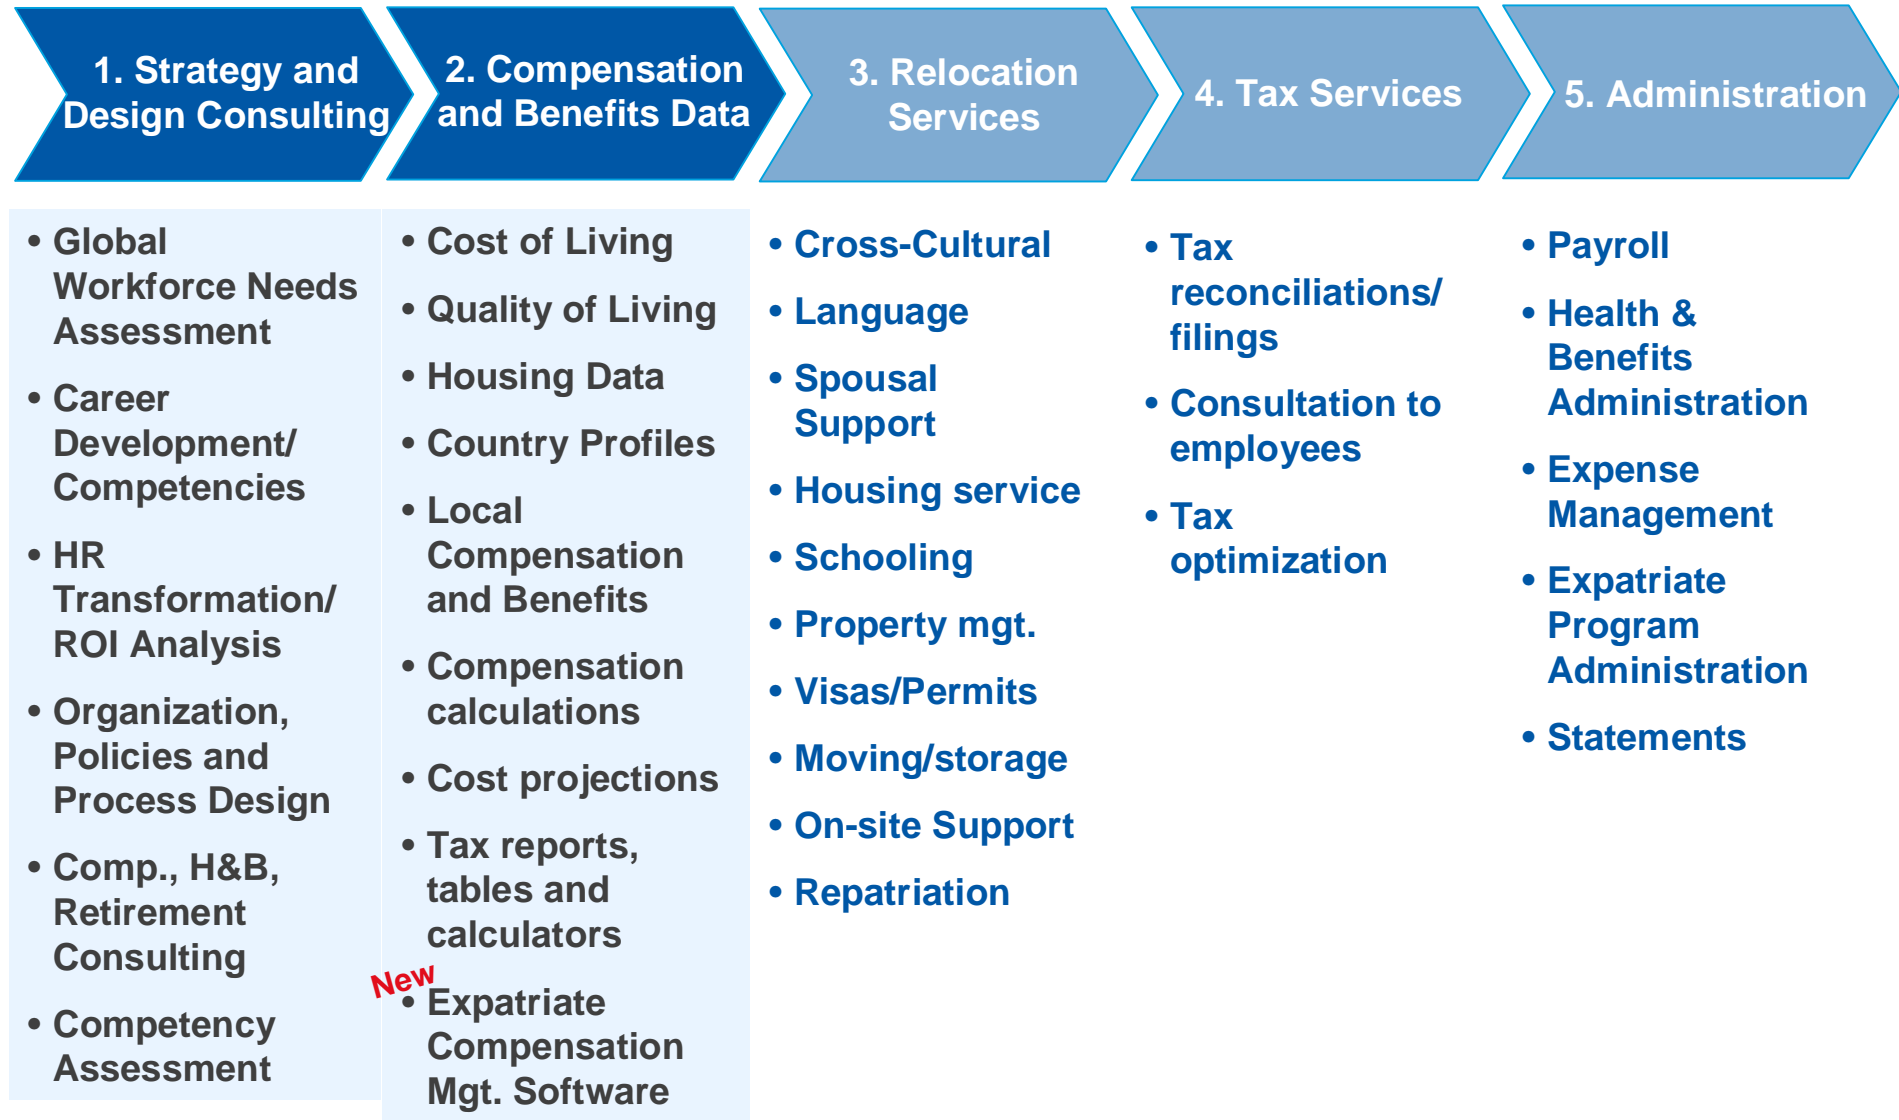 1. Strategy and
Design Consulting
2. Compensation
and Benefits Data
3. Relocation
Services
4. Tax Services
5. Administration
• Global
Workforce Needs
Assessment
• Career
Development/
Competencies
• HR
Transformation/
ROI Analysis
• Organization,
Policies and
Process Design
• Comp., H&B,
Retirement
Consulting
• Competency
Assessment
• Cost of Living
• Quality of Living
• Housing Data
• Country Profiles
• Local
Compensation
and Benefits
• Compensation
calculations
• Cost projections
• Tax reports,
tables and
calculators
New
• Expatriate
Compensation
Mgt. Software
• Cross-Cultural
• Language
• Spousal
Support
• Housing service
• Schooling
• Property mgt.
• Visas/Permits
• Moving/storage
• On-site Support
• Repatriation
• Tax
reconciliations/
filings
• Consultation to
employees
• Tax
optimization
• Payroll
• Health &
Benefits
Administration
• Expense
Management
• Expatriate
Program
Administration
• Statements